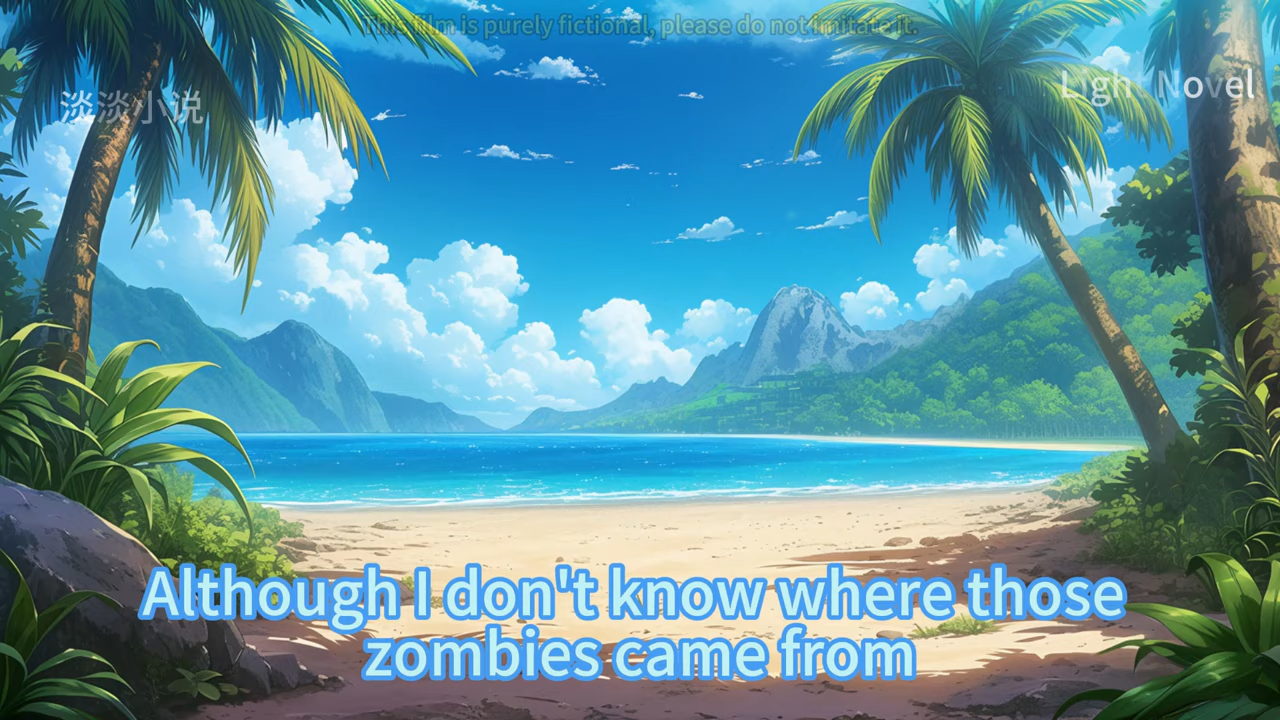 This film is purely fictional, please do not imitate it.
淡淡小说
Light Novel
Although I don't know where those
zombies came from